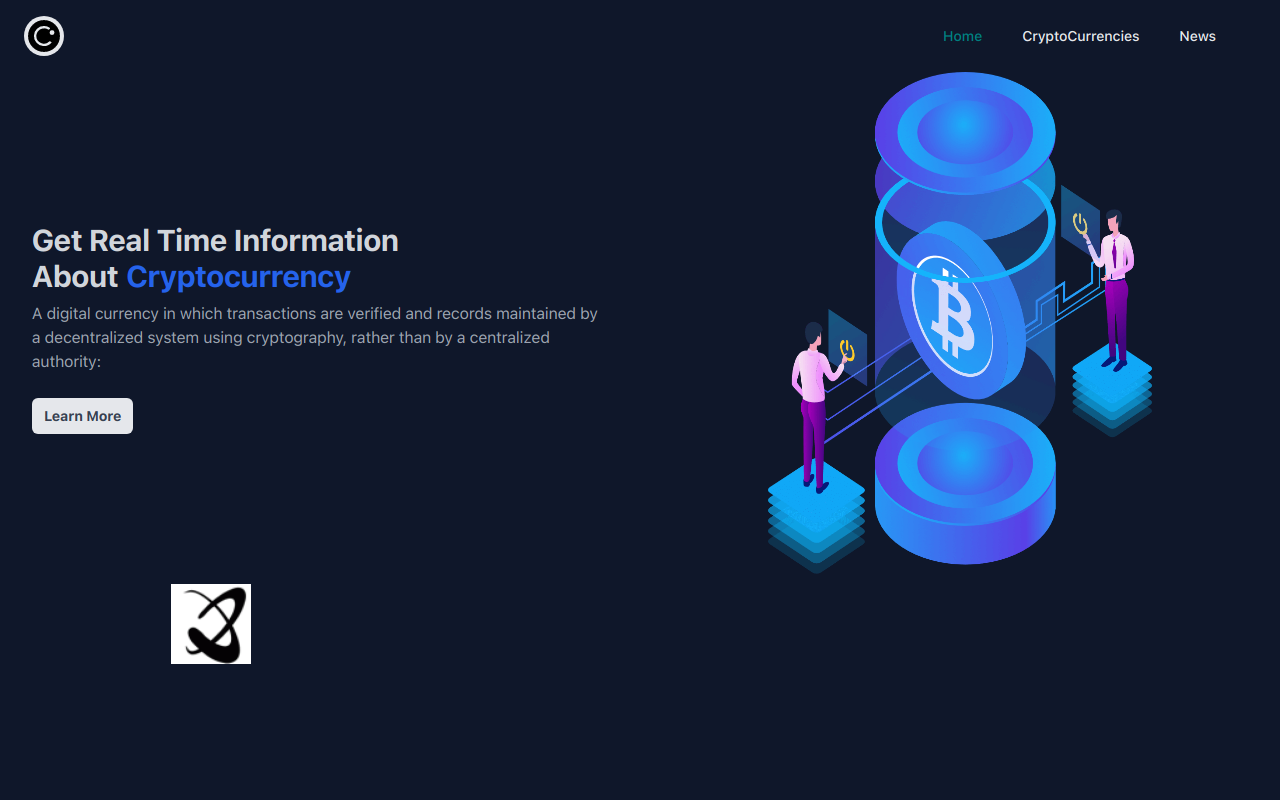 Home CryptoCurrencies News
Get Real Time Information
About Cryptocurrency
A digital currency in which transactions are verified and records maintained by
a decentralized system using cryptography, rather than by a centralized
authority:
Learn More